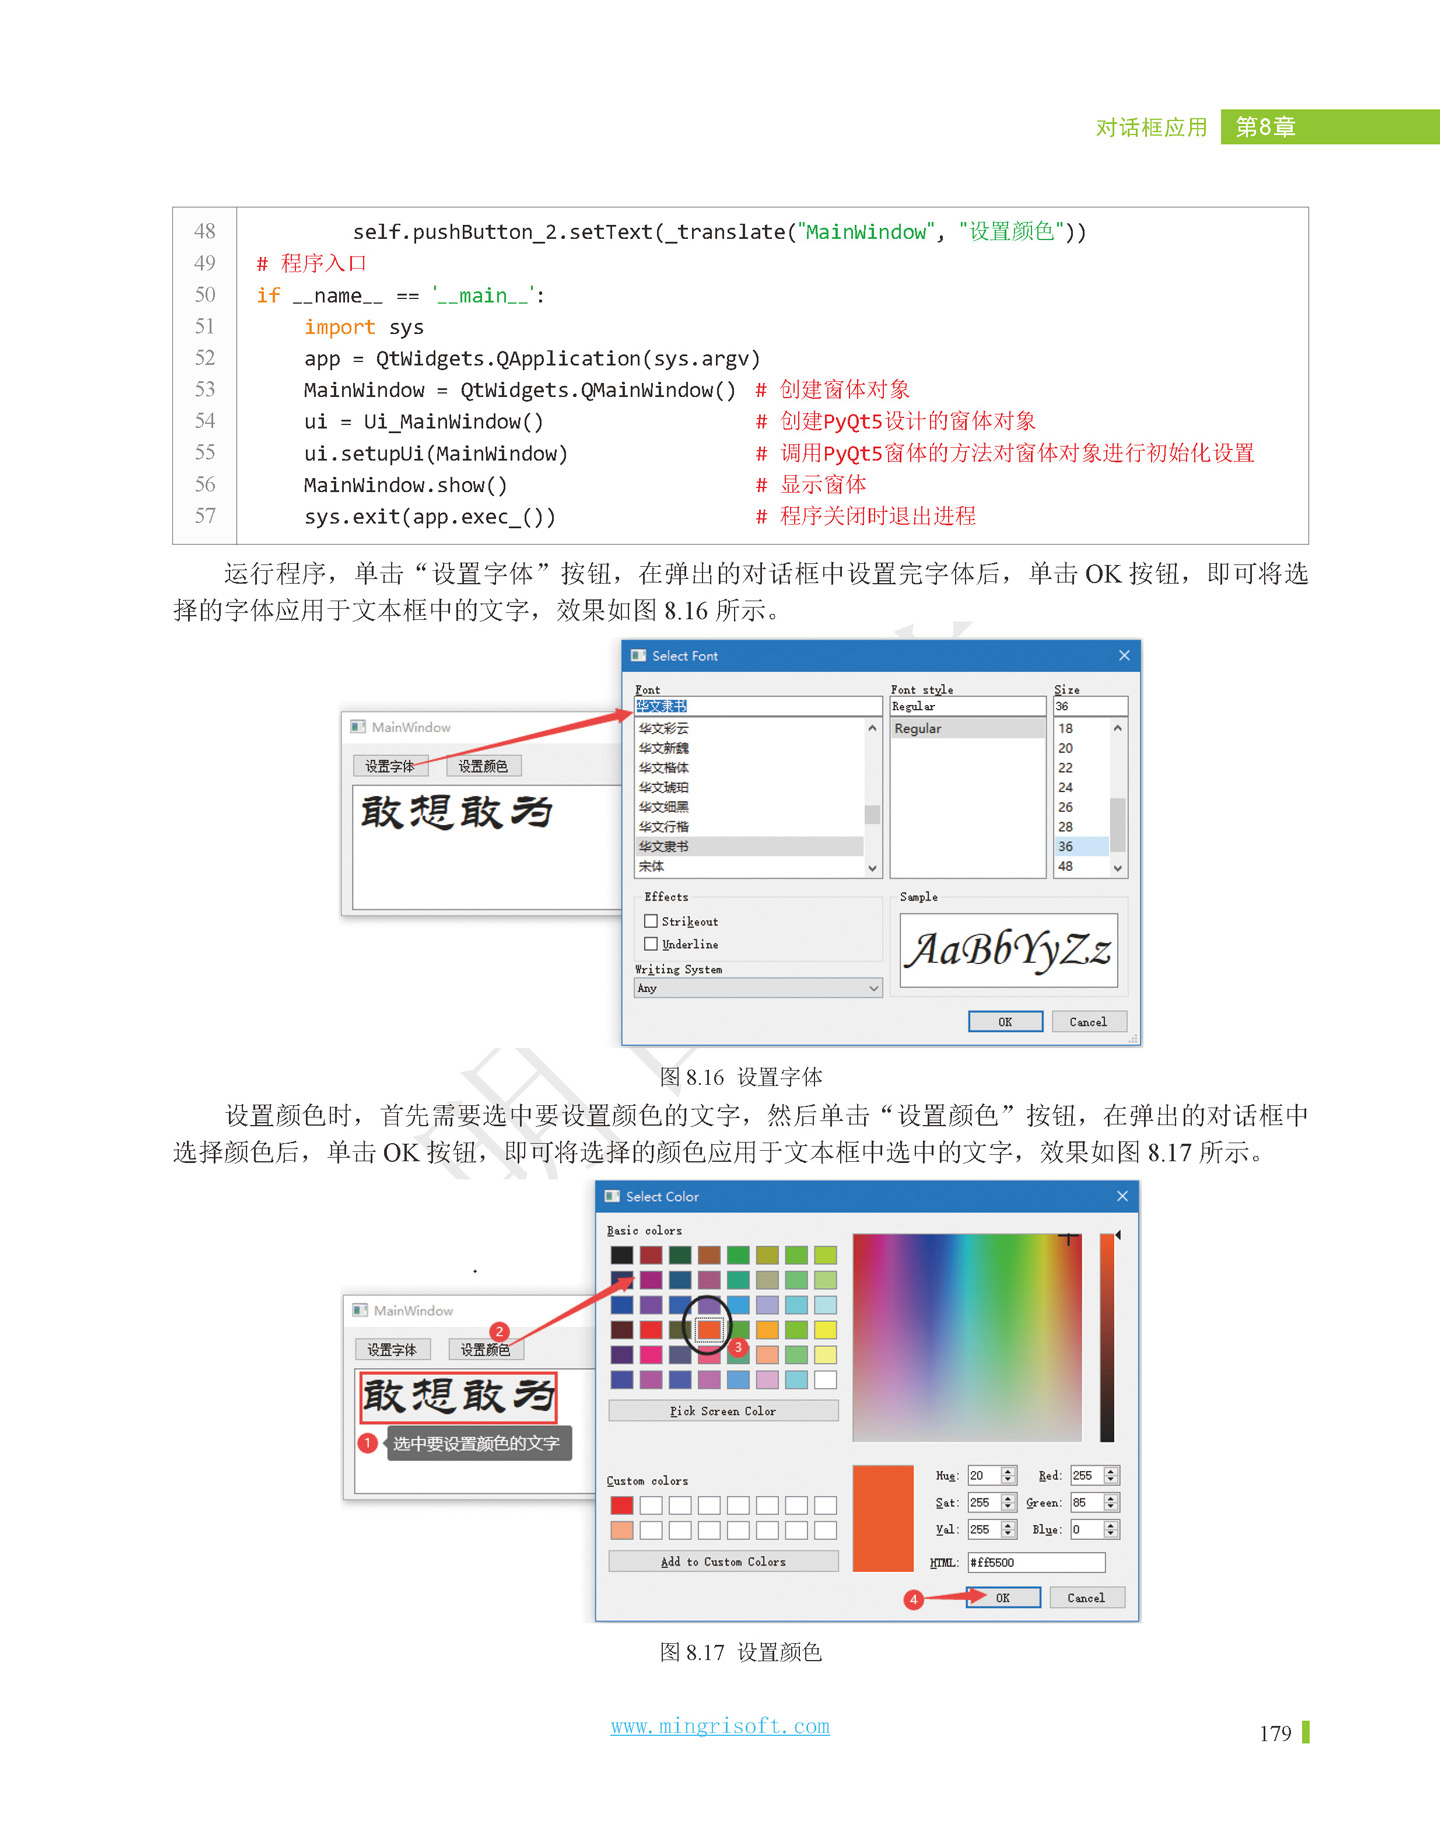 对话框应用 第8章
48 self.pushButton_2.setText(_translate("MainWindow", "设置颜色"))
49 # 程序入口
50 if __name__ == '__main__':
51 import sys
52 app = QtWidgets.QApplication(sys.argv)
53 MainWindow = QtWidgets.QMainWindow() # 创建窗体对象
54 ui = Ui_MainWindow() # 创建PyQt5设计的窗体对象
55 ui.setupUi(MainWindow) # 调用PyQt5窗体的方法对窗体对象进行初始化设置
56 MainWindow.show() # 显示窗体
57 sys.exit(app.exec_()) # 程序关闭时退出进程
运行程序，单击“设置字体”按钮，在弹出的对话框中设置完字体后，单击 OK 按钮，即可将选
择的字体应用于文本框中的文字，效果如图 8.16 所示。
MainWindow
设置字体 设置颜色
敢想敢为
Select Font
Font Font style Size
华文隶书 Regular 36
华文彩云 Regular 18
华文新魏 20
华文楷体 22
华文琥珀 24
华文细黑 26
华文行楷 28
华文隶书 36
宋体 48
Effects Sample
Strikeout
Underline
AaBbYyZz
Writing System
Any
OK Cancel
图 8.16 设置字体
设置颜色时，首先需要选中要设置颜色的文字，然后单击“设置颜色”按钮，在弹出的对话框中
选择颜色后，单击 OK 按钮，即可将选择的颜色应用于文本框中选中的文字，效果如图 8.17 所示。
MainWindow
设置字体 设置颜色
2
敢想敢为
1 选中要设置颜色的文字
Select Color
Basic colors
3
Pick Screen Color
Custom colors
Add to Custom Colors
Hue: 20 Red: 255
Sat: 255 Green: 85
Val: 255 Blue: 0
HTML: #ff5500
4 OK Cancel
图 8.17 设置颜色
www.mingrisoft.com
179